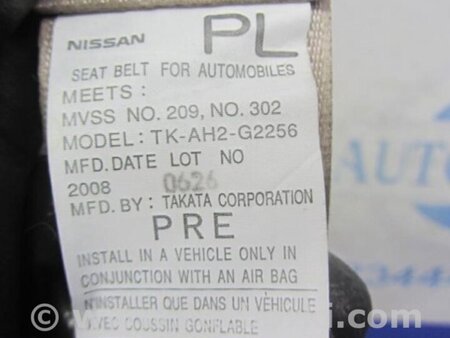 NISSAN PL
SEAT BELT FOR AUTOMOBILES
MEETS:
MVSS NO. 209, NO. 302
MODEL: TK-AH2-G2256
MFD. DATE LOT NO
2008 0626
MFD. BY: TAKATA CORPORATION
PRE
INSTALL IN A VEHICLE ONLY IN
CONJUNCTION WITH AN AIR BAG
N'INSTALLER QUE DANS UN VÉHICULE
AVEC COUSSIN GONFLABLE